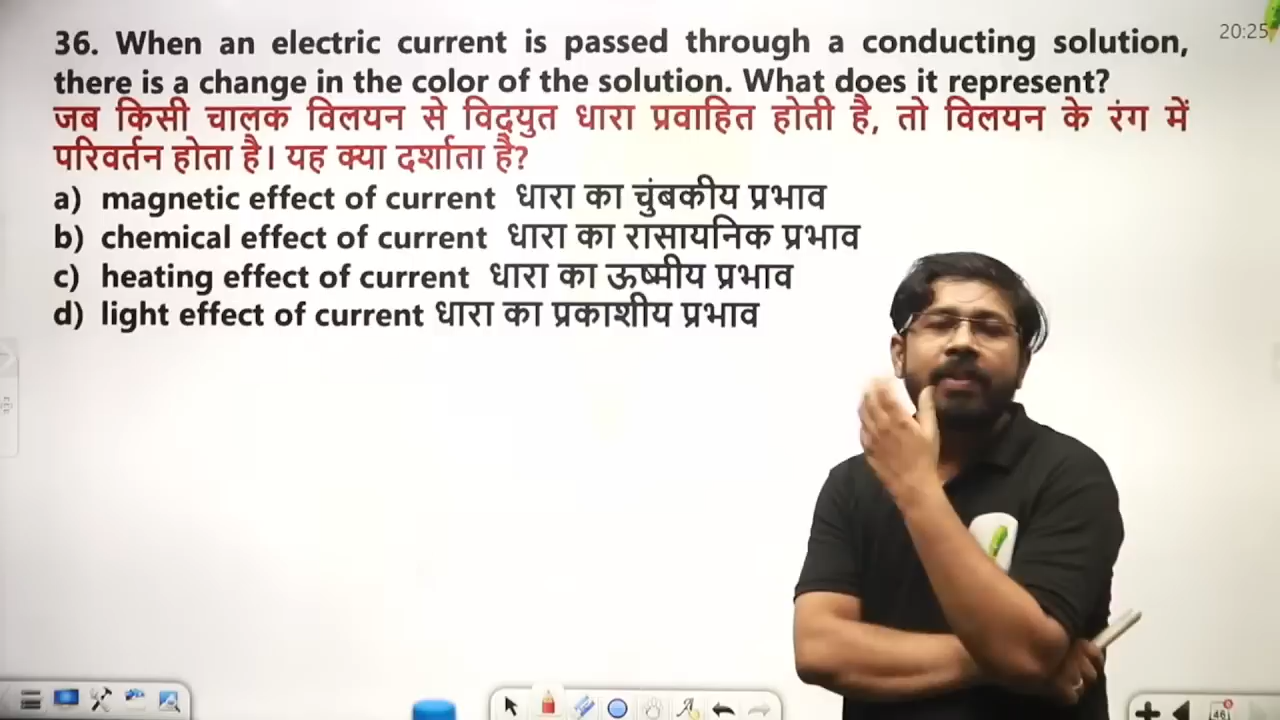 36. When an electric current is passed through a conducting solution,
20:25
there is a change in the color of the solution. What does it represent?
जब किसी चालक विलयन से विद्युत धारा प्रवाहित होती है, तो विलयन के रंग में
परिवर्तन होता है। यह क्या दर्शाता है?
a) magnetic effect of current धारा का चुंबकीय प्रभाव
b) chemical effect of current धारा का रासायनिक प्रभाव
c) heating effect of current धारा का ऊष्मीय प्रभाव
d) light effect of current धारा का प्रकाशीय प्रभाव
46